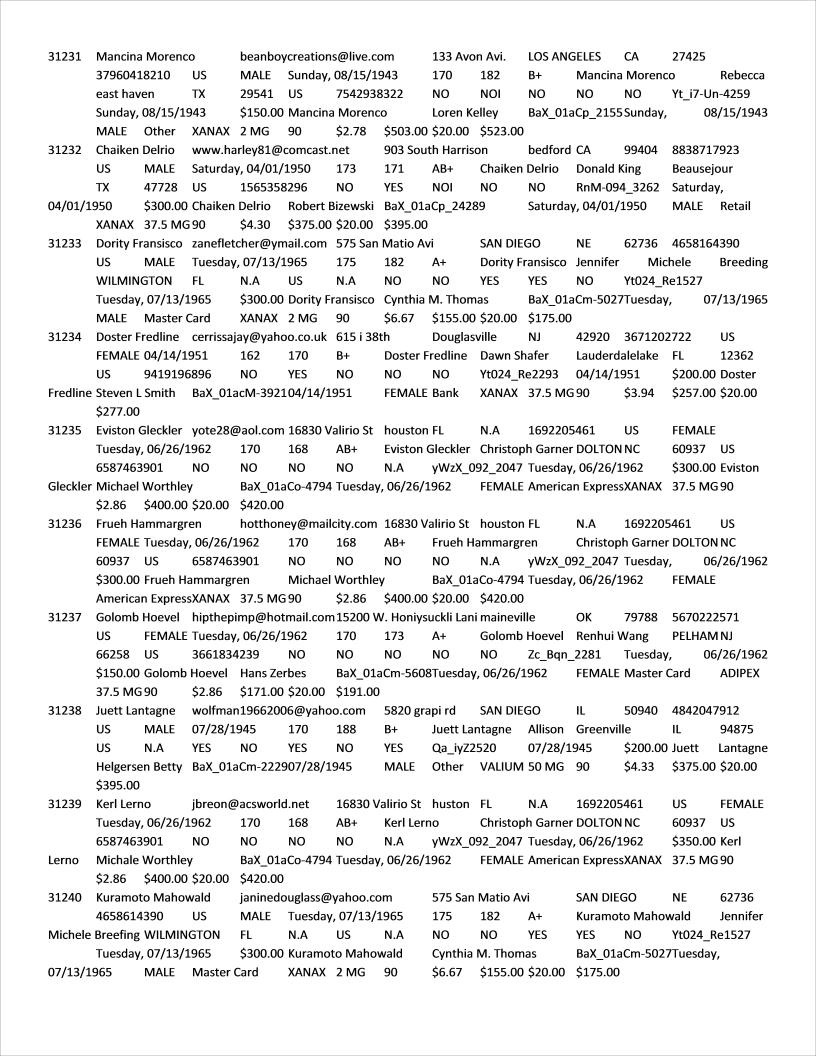 31231 Mancina Morenco beanboycreations@live.com 133 Avon Avi. LOS ANGELES CA 27425
37960418210 US MALE Sunday, 08/15/1943 170 182 B+ Mancina Morenco Rebecca
east haven TX 29541 US 7542938322 NO NOI NO NO NO Yt_i7-Un-4259
Sunday, 08/15/1943 $150.00 Mancina Morenco Loren Kelley BaX_01aCp_2155Sunday, 08/15/1943
MALE Other XANAX 2 MG 90 $2.78 $503.00 $20.00 $523.00
31232 Chaiken Delrio www.harley81@comcast.net 903 South Harrison bedford CA 99404 8838717923
US MALE Saturday, 04/01/1950 173 171 AB+ Chaiken Delrio Donald King Beausejour
TX 47728 US 1565358296 NO YES NOI NO NO RnM-094_3262 Saturday,
04/01/1950 $300.00 Chaiken Delrio Robert Bizewski BaX_01aCp_24289 Saturday, 04/01/1950 MALE Retail
XANAX 37.5 MG 90 $4.30 $375.00 $20.00 $395.00
31233 Dority Fransisco zanefletcher@ymail.com 575 San Matio Avi SAN DIEGO NE 62736 4658164390
US MALE Tuesday, 07/13/1965 175 182 A+ Dority Fransisco Jennifer Michele Breeding
WILMINGTON FL N.A US N.A NO NO YES YES NO Yt024_Re1527
Tuesday, 07/13/1965 $300.00 Dority Fransisco Cynthia M. Thomas BaX_01aCm-5027Tuesday, 07/13/1965
MALE Master Card XANAX 2 MG 90 $6.67 $155.00 $20.00 $175.00
31234 Doster Fredline cerrissajay@yahoo.co.uk 615 i 38th Douglasville NJ 42920 3671202722 US
FEMALE 04/14/1951 162 170 B+ Doster Fredline Dawn Shafer Lauderdalelake FL 12362
US 9419196896 NO YES NO NO NO Yt024_Re2293 04/14/1951 $200.00 Doster
Fredline Steven L Smith BaX_01acM-392104/14/1951 FEMALE Bank XANAX 37.5 MG 90 $3.94 $257.00 $20.00
$277.00
31235 Eviston Gleckler yote28@aol.com 16830 Valirio St houston FL N.A 1692205461 US FEMALE
Tuesday, 06/26/1962 170 168 AB+ Eviston Gleckler Christoph Garner DOLTON NC 60937 US
6587463901 NO NO NO NO N.A yWzX_092_2047 Tuesday, 06/26/1962 $300.00 Eviston
Gleckler Michael Worthley BaX_01aCo-4794 Tuesday, 06/26/1962 FEMALE American ExpressXANAX 37.5 MG 90
$2.86 $400.00 $20.00 $420.00
31236 Frueh Hammargren hotthoney@mailcity.com 16830 Valirio St houston FL N.A 1692205461 US
FEMALE Tuesday, 06/26/1962 170 168 AB+ Frueh Hammargren Christoph Garner DOLTON NC
60937 US 6587463901 NO NO NO NO N.A yWzX_092_2047 Tuesday, 06/26/1962
$300.00 Frueh Hammargren Michael Worthley BaX_01aCo-4794 Tuesday, 06/26/1962 FEMALE
American ExpressXANAX 37.5 MG 90 $2.86 $400.00 $20.00 $420.00
31237 Golomb Hoevel hipthepimp@hotmail.com 15200 W. Honiysuckli Lani maineville OK 79788 5670222571
US FEMALE Tuesday, 06/26/1962 170 173 A+ Golomb Hoevel Renhui Wang PELHAM NJ
66258 US 3661834239 NO NO NO NO NO Zc_Bqn_2281 Tuesday, 06/26/1962
$150.00 Golomb Hoevel Hans Zerbes BaX_01aCm-5608Tuesday, 06/26/1962 FEMALE Master Card ADIPEX
37.5 MG 90 $2.86 $171.00 $20.00 $191.00
31238 Juett Lantagne wolfman19662006@yahoo.com 5820 grapi rd SAN DIEGO IL 50940 4842047912
US MALE 07/28/1945 170 188 B+ Juett Lantagne Allison Greenville IL 94875
US N.A YES NO YES NO YES Qa_iyZ2520 07/28/1945 $200.00 Juett Lantagne
Helgersen Betty BaX_01aCm-222907/28/1945 MALE Other VALIUM 50 MG 90 $4.33 $375.00 $20.00
$395.00
31239 Kerl Lerno jbreon@acsworld.net 16830 Valirio St huston FL N.A 1692205461 US FEMALE
Tuesday, 06/26/1962 170 168 AB+ Kerl Lerno Christoph Garner DOLTON NC 60937 US
6587463901 NO NO NO NO N.A yWzX_092_2047 Tuesday, 06/26/1962 $350.00 Kerl
Lerno Michale Worthley BaX_01aCo-4794 Tuesday, 06/26/1962 FEMALE American ExpressXANAX 37.5 MG 90
$2.86 $400.00 $20.00 $420.00
31240 Kuramoto Mahowald janinedouglass@yahoo.com 575 San Matio Avi SAN DIEGO NE 62736
4658614390 US MALE Tuesday, 07/13/1965 175 182 A+ Kuramoto Mahowald Jennifer
Michele Breefing WILMINGTON FL N.A US N.A NO NO YES YES NO Yt024_Re1527
Tuesday, 07/13/1965 $300.00 Kuramoto Mahowald Cynthia M. Thomas BaX_01aCm-5027Tuesday,
07/13/1965 MALE Master Card XANAX 2 MG 90 $6.67 $155.00 $20.00 $175.00